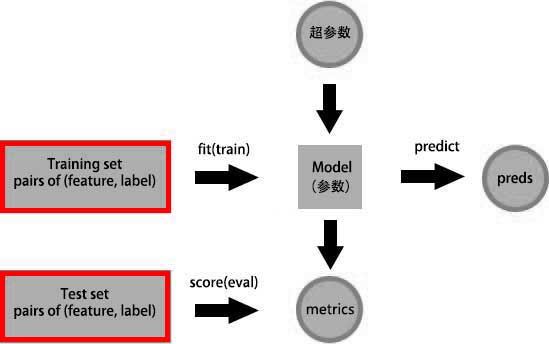 超参数
fit(train)
predict
Training set
pairs of (feature, label)
Model
（参数）
preds
score(eval)
Test set
pairs of (feature, label)
metrics